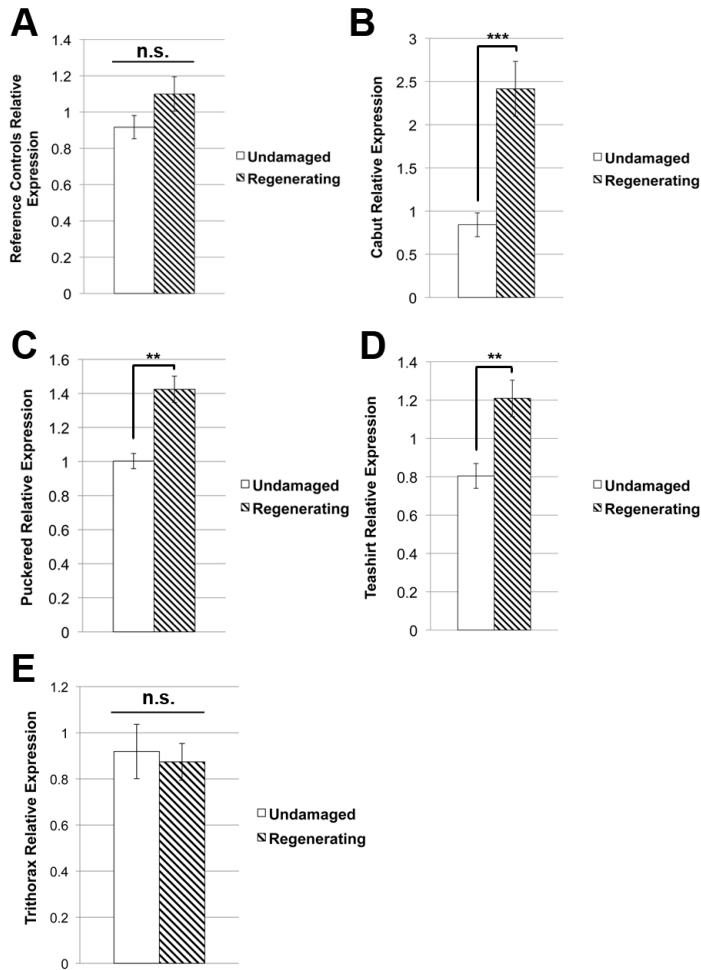 A
Reference Controls Relative
Expression
1.4
1.2
1
0.8
0.6
0.4
0.2
0
n.s.
Undamaged
Regenerating
B
Cabut Relative Expression
3
2.5
2
1.5
1
0.5
0
***
Undamaged
Regenerating
C
Puckered Relative Expression
1.6
1.4
1.2
1
0.8
0.6
0.4
0.2
0
**
Undamaged
Regenerating
D
Teashirt Relative Expression
1.4
1.2
1
0.8
0.6
0.4
0.2
0
**
Undamaged
Regenerating
E
Trithorax Relative Expression
1.2
1
0.8
0.6
0.4
0.2
0
n.s.
Undamaged
Regenerating